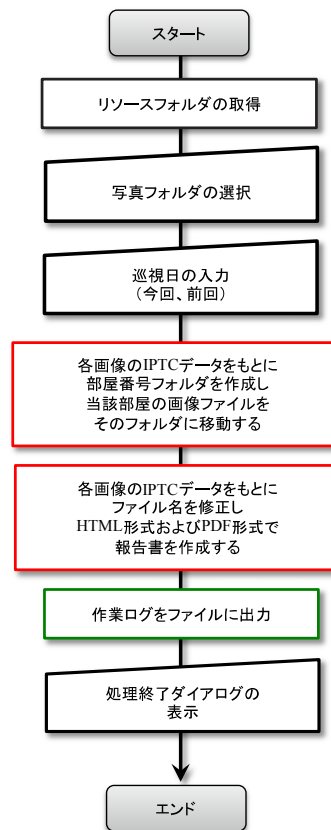 スタート
リソースフォルダの取得
写真フォルダの選択
巡視日の入力
（今回、前回）
各画像のIPTCデータをもとに
部屋番号フォルダを作成し
当該部屋の画像ファイルを
そのフォルダに移動する
各画像のIPTCデータをもとに
ファイル名を修正し
HTML形式およびPDF形式で
報告書を作成する
作業ログをファイルに出力
処理終了ダイアログの
表示
エンド